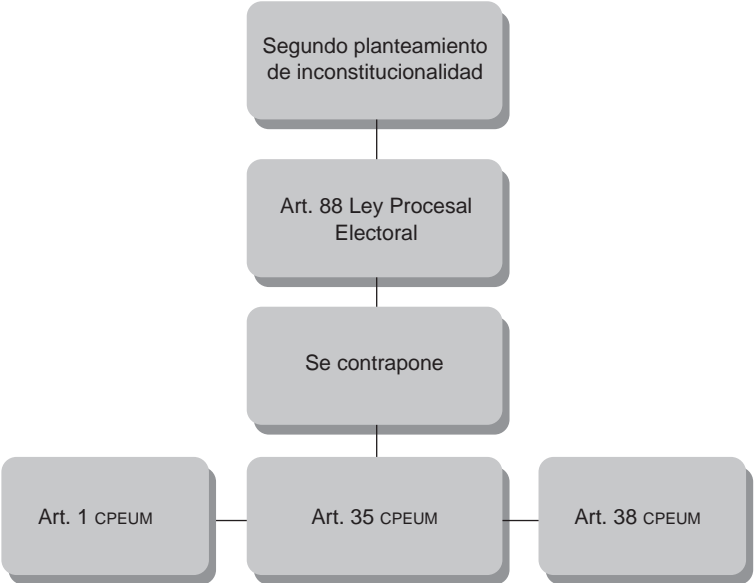 Segundo planteamiento
de inconstitucionalidad
Art. 88 Ley Procesal
Electoral
Se contrapone
Art. 1 CPEUM
Art. 35 CPEUM
Art. 38 CPEUM